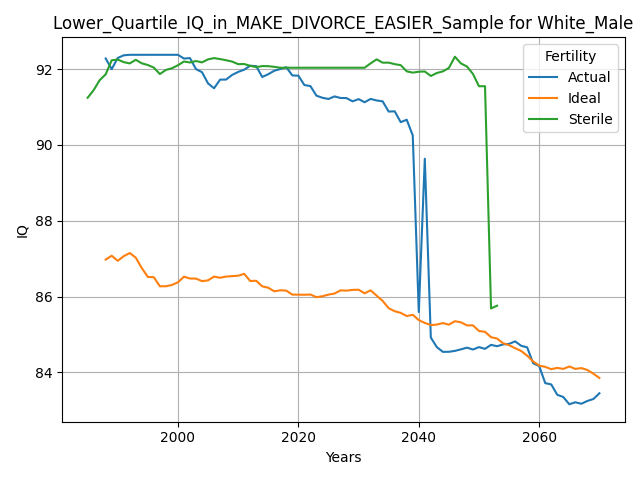 Lower_Quartile_IQ_in_MAKE_DIVORCE_EASIER_Sample for White_Male
Fertility
Actual
Ideal
Sterile
IQ
92
90
88
86
84
2000
2020
2040
2060
Years